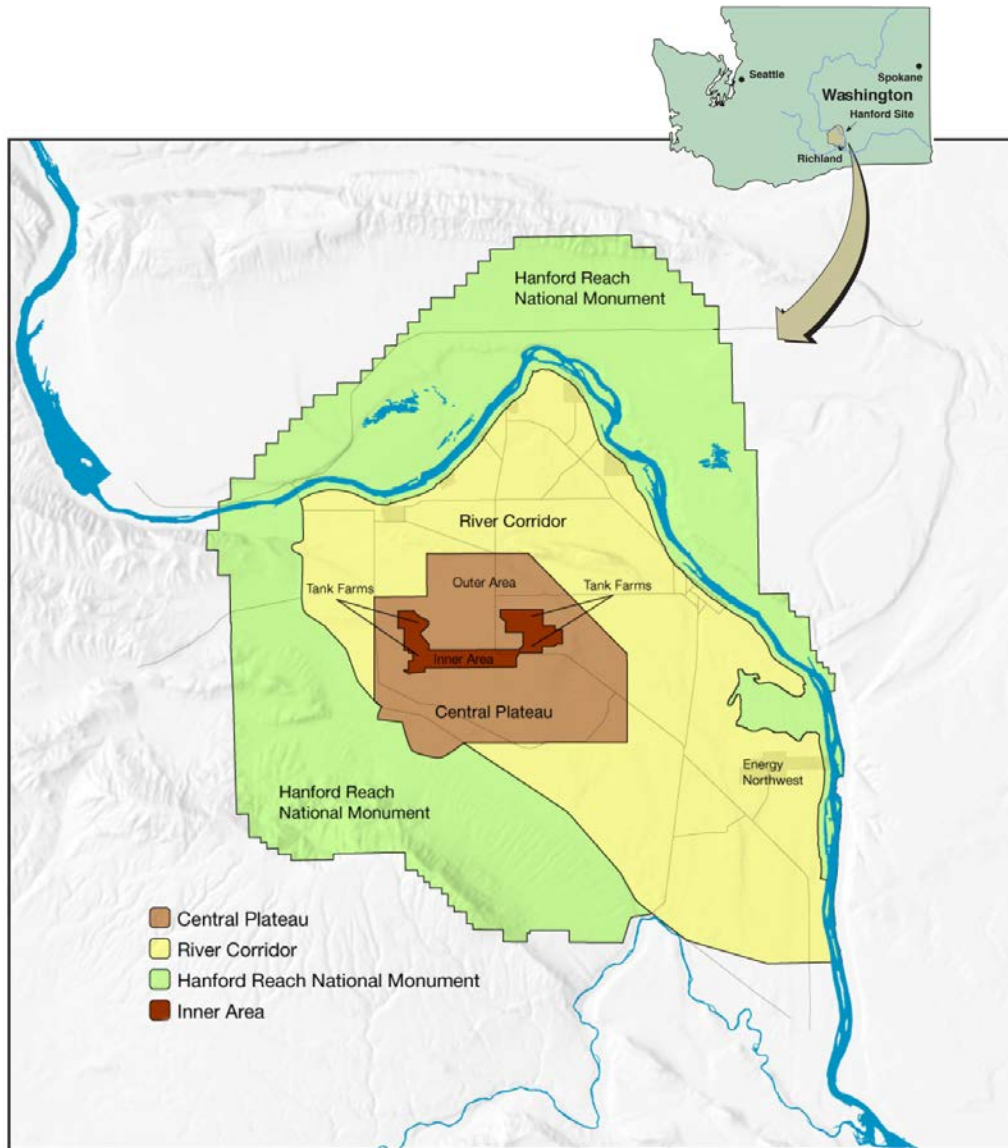 Seattle
Spokane
Washington
Hanford Site
Richland
Hanford Reach
National Monument
River Corridor
Tank Farms
Outer Area
Tank Farms
Inner Area
Central Plateau
Energy
Northwest
Hanford Reach
National Monument
Central Plateau
River Corridor
Hanford Reach National Monument
Inner Area